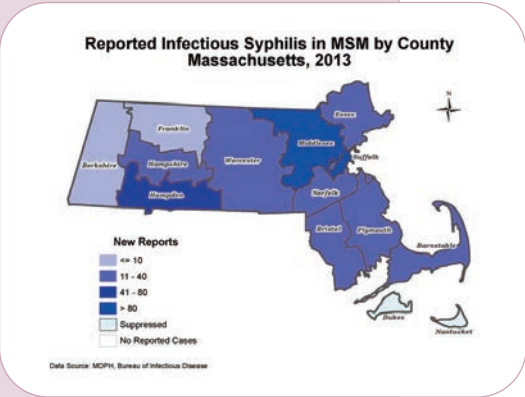 Reported Infectious Syphilis in MSM by County
Massachusetts, 2013
N
Essex
Franklin
Middlesex
Berkshire
Hampshire
Worcester
Suffolk
Hampden
Norfolk
Bristol
Plymouth
Barnstable
Dukes
Nantucket
New Reports
<= 10
11 - 40
41 - 80
> 80
Suppressed
No Reported Cases
Data Source: MDPH, Bureau of Infectious Disease